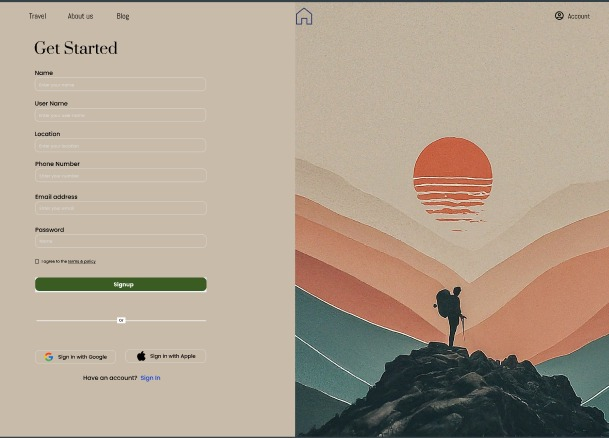 Travel About us Blog
Account
Get Started
Name
Enter your name
User Name
Enter your user name
Location
Enter your location
Phone Number
Enter your number
Email address
Enter your email
Password
I agree to the terms & policy
Signup
Or
Sign in with Google Sign in with Apple
Have an account? Sign In